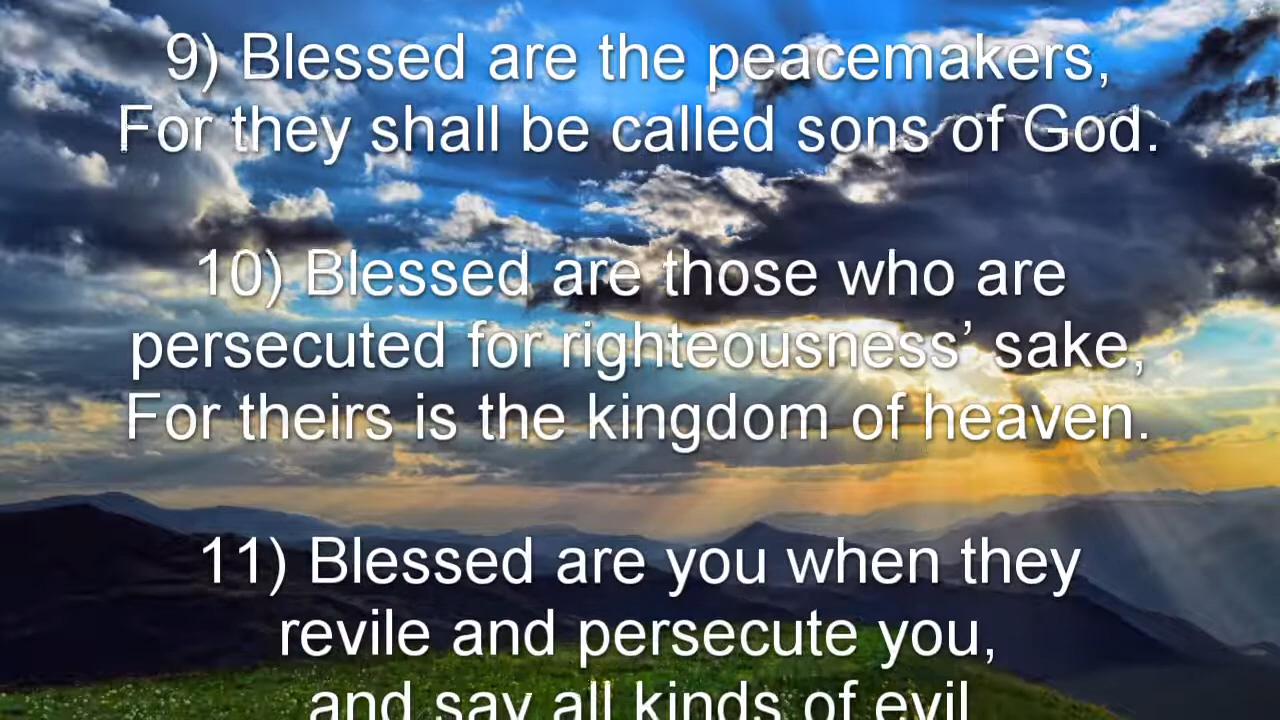 9) Blessed are the peacemakers,
For they shall be called sons of God.
10) Blessed are those who are
persecuted for righteousness’ sake,
For theirs is the kingdom of heaven.
11) Blessed are you when they
revile and persecute you,
and say all kinds of evil